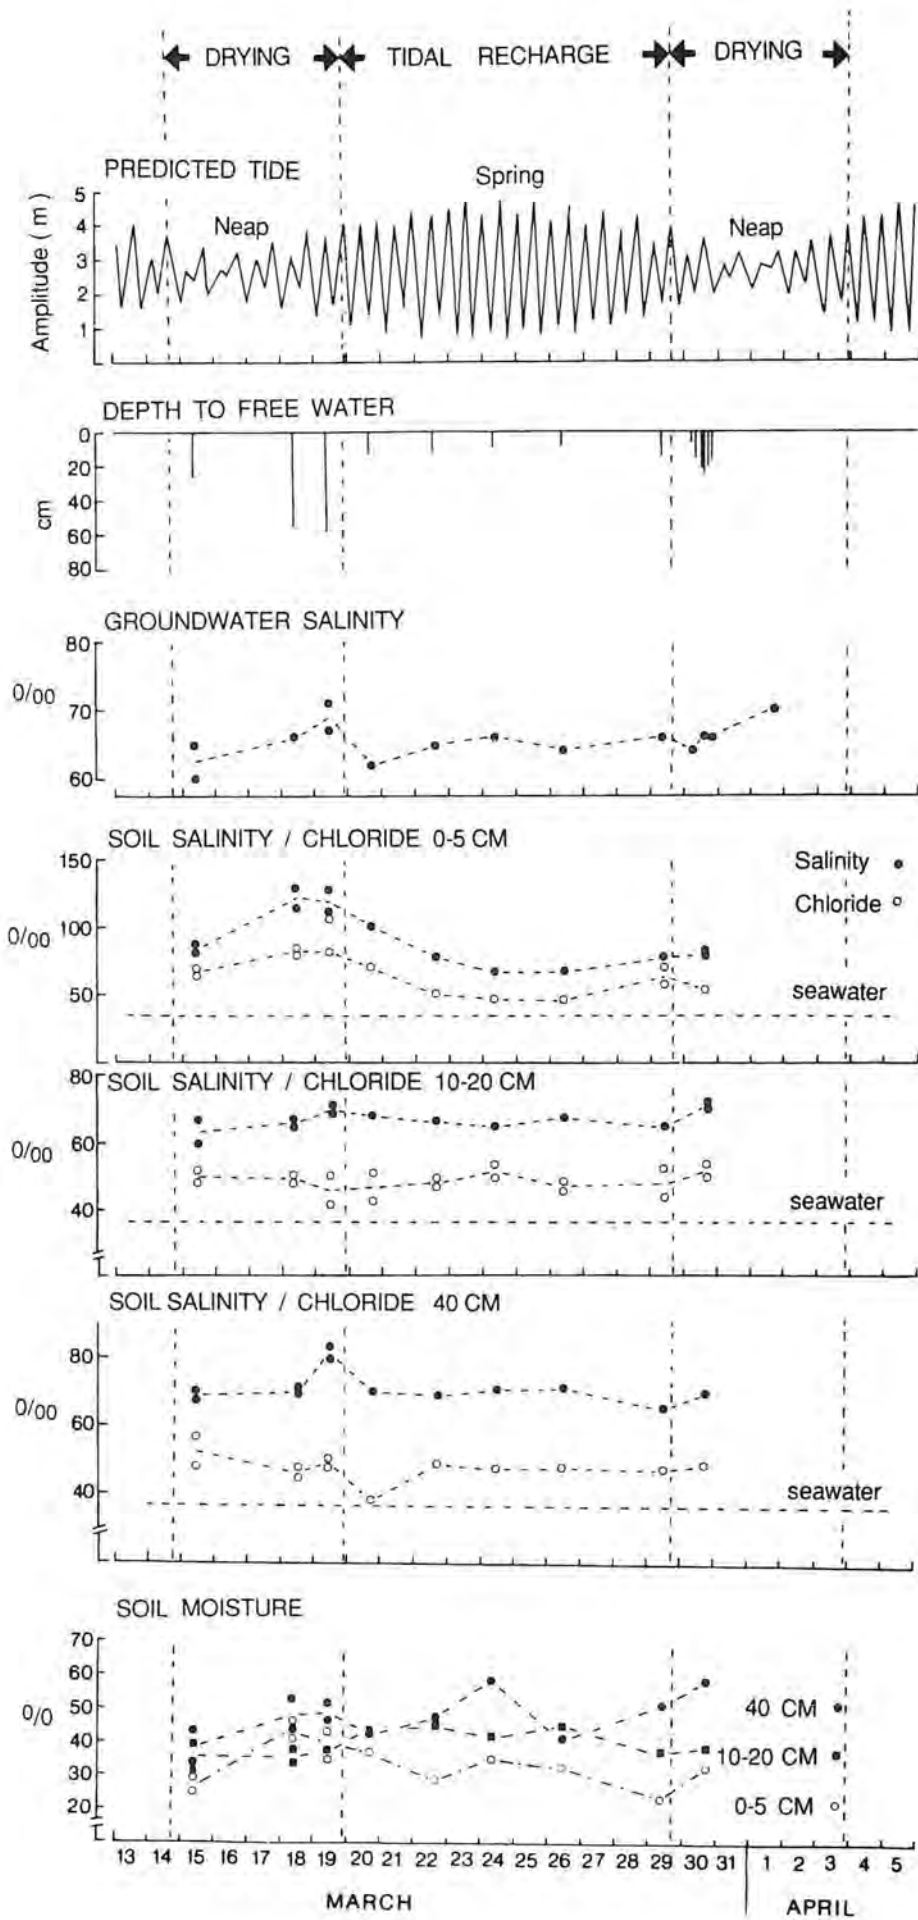 DRYING TIDAL RECHARGE DRYING
PREDICTED TIDE
Spring
Neap
Neap
Amplitude ( m )
5
4
3
2
1
DEPTH TO FREE WATER
cm
0
20
40
60
80
GROUNDWATER SALINITY
0/00
80
70
60
SOIL SALINITY / CHLORIDE 0-5 CM
0/00
150
100
50
Salinity
Chloride
seawater
SOIL SALINITY / CHLORIDE 10-20 CM
0/00
80
60
40
seawater
SOIL SALINITY / CHLORIDE 40 CM
0/00
80
60
40
seawater
SOIL MOISTURE
0/0
70
60
50
40
30
20
40 CM
10-20 CM
0-5 CM
13 14 15 16 17 18 19 20 21 22 23 24 25 26 27 28 29 30 31 1 2 3 4 5
MARCH APRIL